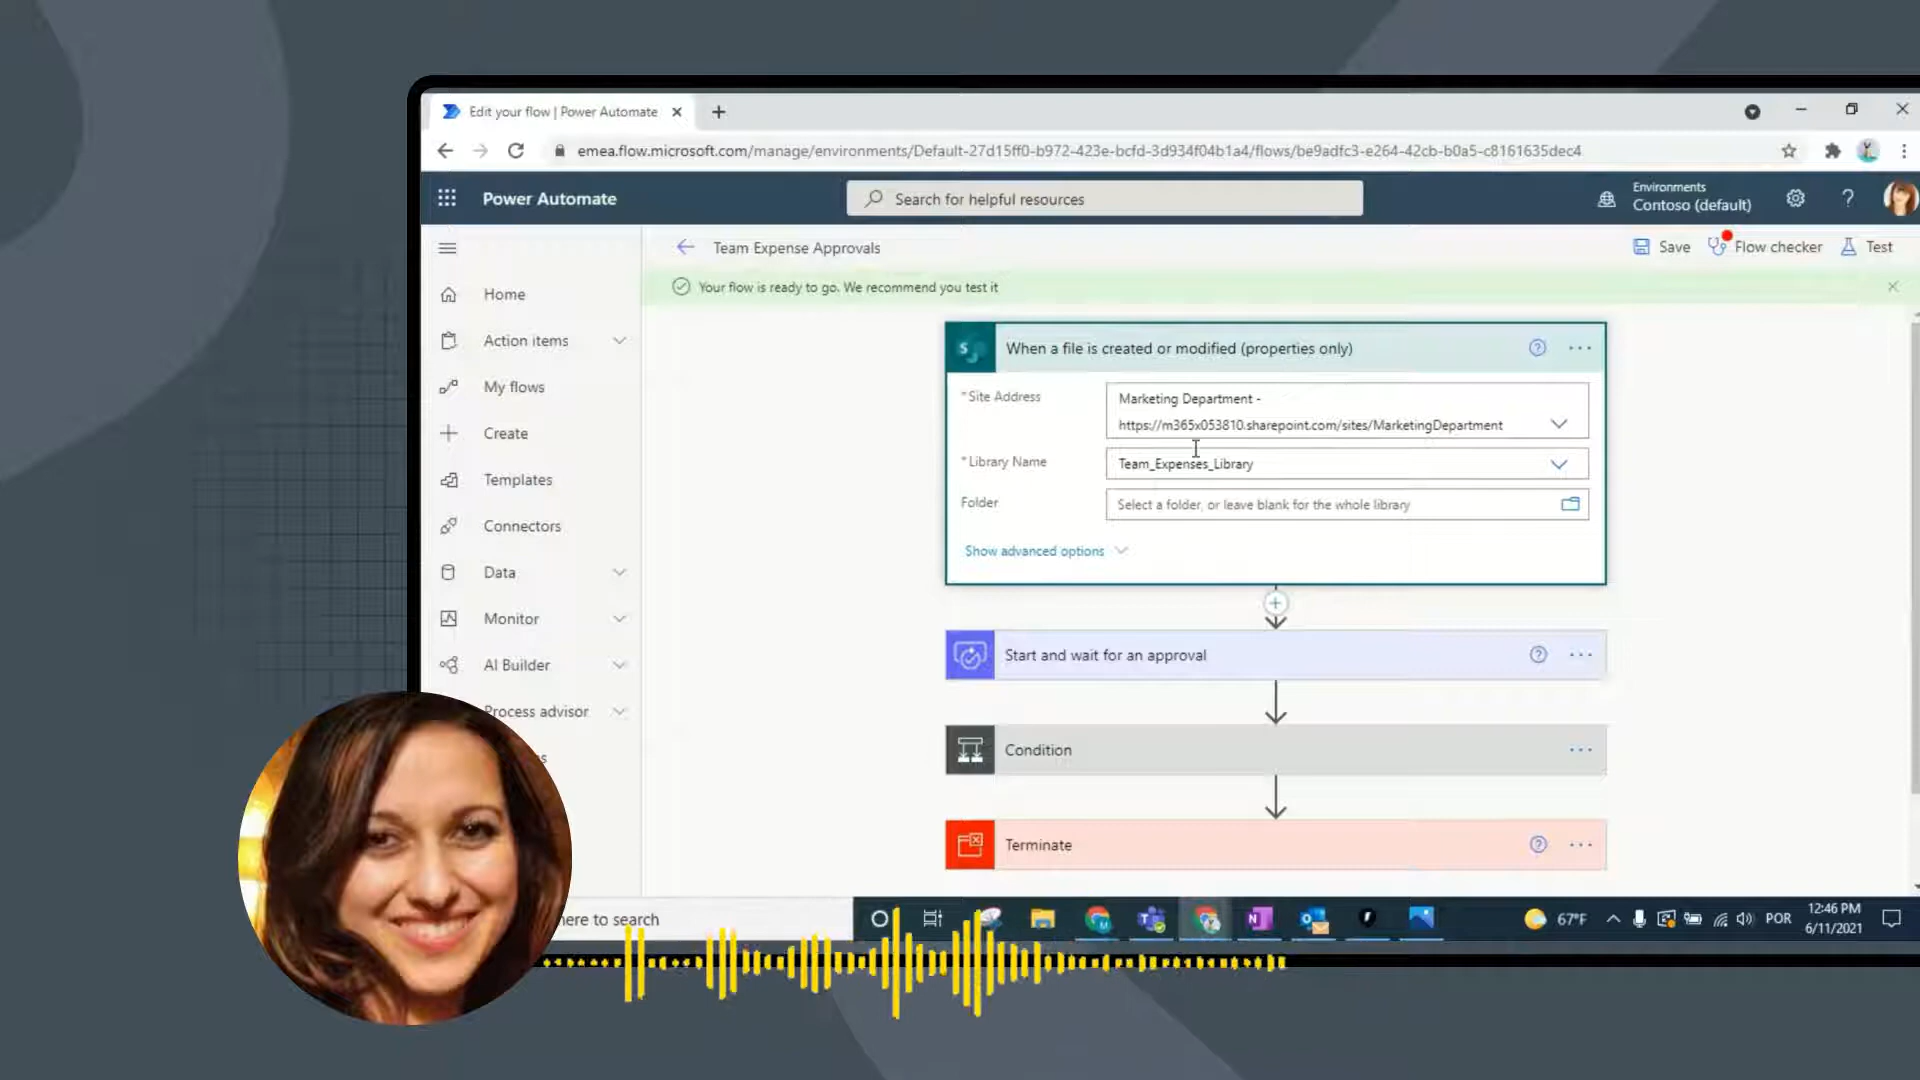 Edit your flow | Power Automate
emea.flow.microsoft.com/manage/environments/Default-27d15ff0-b972-423e-bcfd-3d934f04b1a4/flows/be9adfc3-e264-42cb-b0a5-c8161635dec4
Power Automate
Search for helpful resources
Environments
Contoso (default)
Team Expense Approvals
Save
Flow checker
Test
Your flow is ready to go. We recommend you test it
Home
Action items
My flows
Create
Templates
Connectors
Data
Monitor
AI Builder
Process advisor
When a file is created or modified (properties only)
*Site Address
Marketing Department -
https://m365x053810.sharepoint.com/sites/MarketingDepartment
*Library Name
Team_Expenses_Library
Folder
Select a folder, or leave blank for the whole library
Show advanced options
Start and wait for an approval
Condition
Terminate
here to search
67°F
POR
12:46 PM
6/11/2021